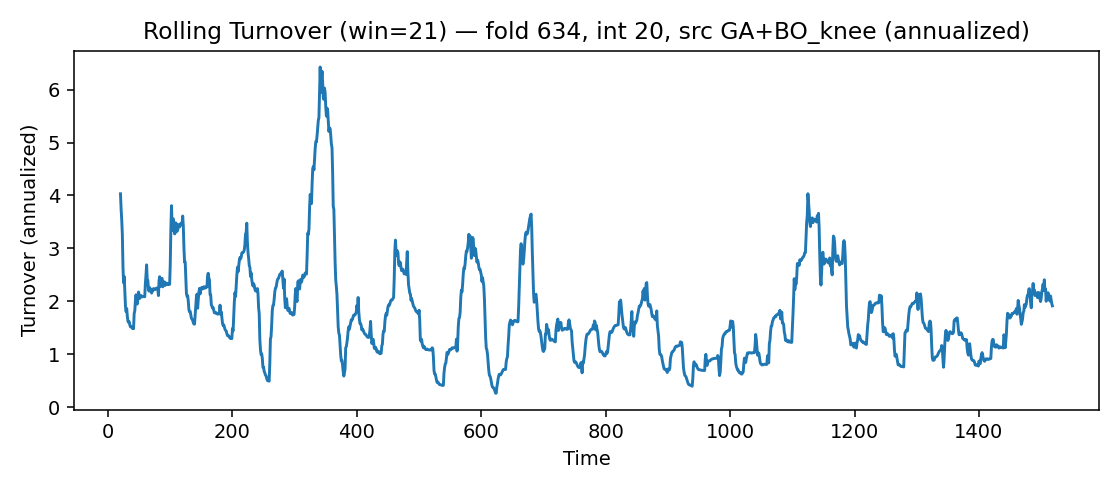 Rolling Turnover (win=21) — fold 634, int 20, src GA+BO_knee (annualized)
Turnover (annualized)
6
5
4
3
2
1
0
0 200 400 600 800 1000 1200 1400
Time